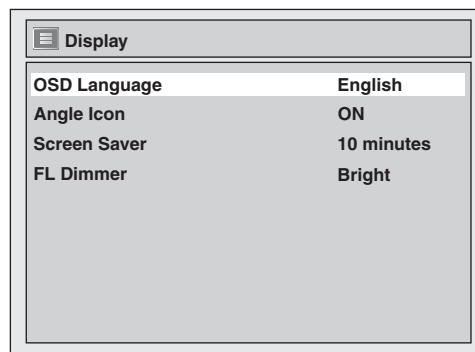 Display
OSD Language English
Angle Icon ON
Screen Saver 10 minutes
FL Dimmer Bright